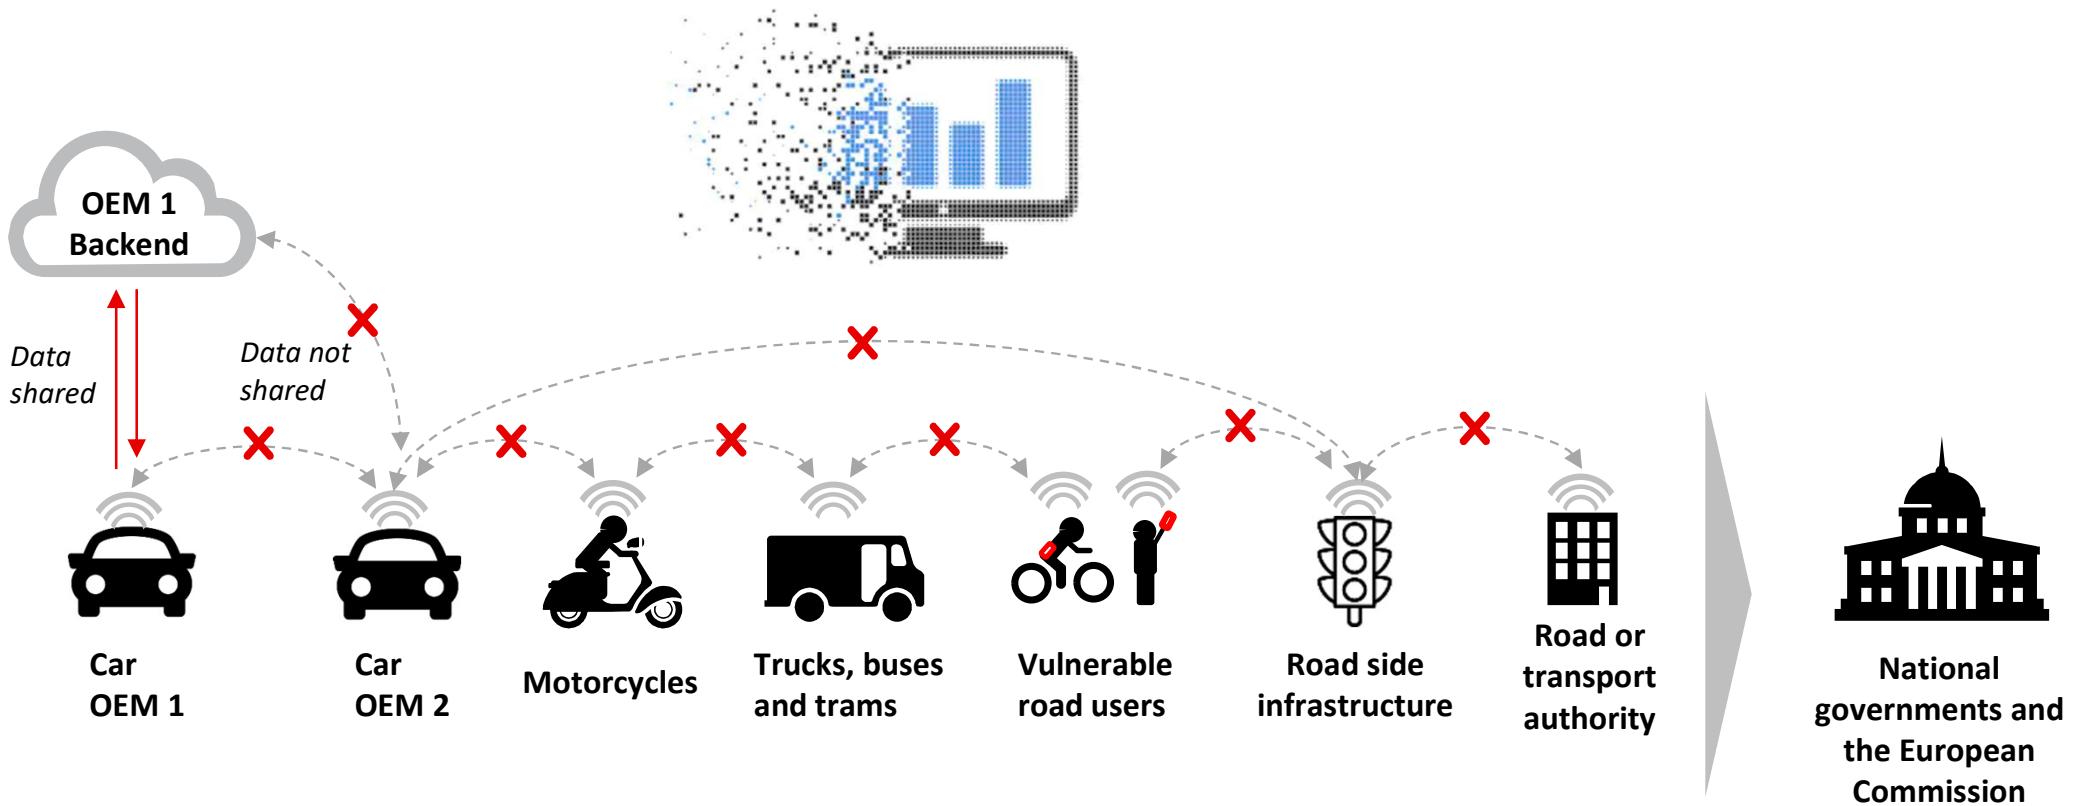 OEM 1
Backend
Data
shared
Data not
shared
Car
OEM 1
Car
OEM 2
Motorcycles
Trucks, buses
and trams
Vulnerable
road users
Road side
infrastructure
Road or
transport
authority
National
governments and
the European
Commission